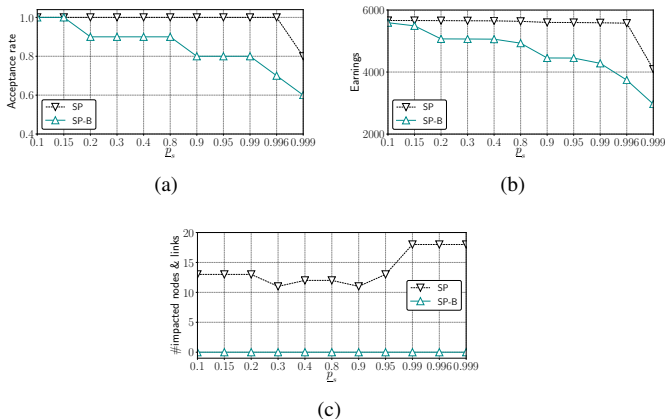 1.0
0.8
0.6
0.4
Acceptance rate
SP
SP-B
0.1 0.15 0.2 0.3 0.4 0.8 0.9 0.95 0.99 0.996 0.999
p_s
(a)
6000
4000
2000
Earnings
SP
SP-B
0.1 0.15 0.2 0.3 0.4 0.8 0.9 0.95 0.99 0.996 0.999
p_s
(b)
20
15
10
5
0
#impacted nodes & links
SP
SP-B
0.1 0.15 0.2 0.3 0.4 0.8 0.9 0.95 0.99 0.996 0.999
p_s
(c)